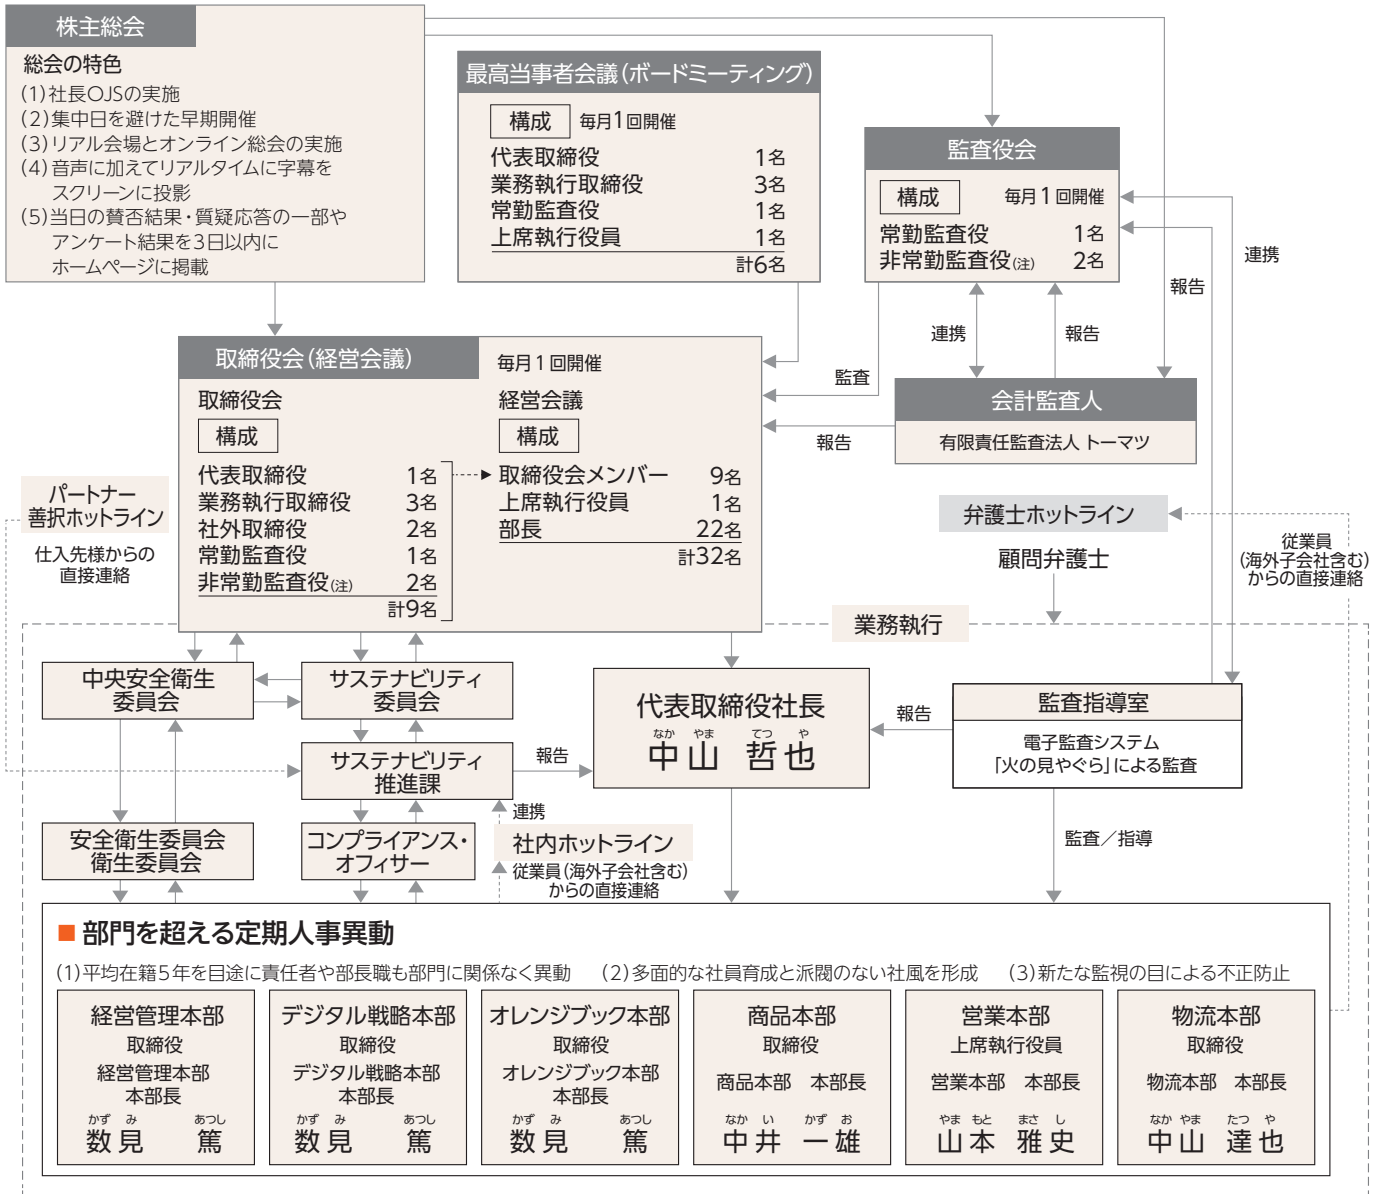 株主総会
総会の特色
(1)社長OJSの実施
(2)集中日を避けた早期開催
(3)リアル会場とオンライン総会の実施
(4)音声に加えてリアルタイムに字幕を
スクリーンに投影
(5)当日の賛否結果・質疑応答の一部や
アンケート結果を3日以内に
ホームページに掲載
最高当事者会議(ボードミーティング)
構成 毎月1回開催
代表取締役 1名
業務執行取締役 3名
常勤監査役 1名
上席執行役員 1名
計6名
監査役会
構成 毎月1回開催
常勤監査役 1名
非常勤監査役(注) 2名
連携
報告
連携
報告
監査
報告
会計監査人
有限責任監査法人 トーマツ
取締役会(経営会議) 毎月1回開催
取締役会
構成
代表取締役 1名
業務執行取締役 3名
社外取締役 2名
常勤監査役 1名
非常勤監査役(注) 2名
計9名
経営会議
構成
取締役会メンバー 9名
上席執行役員 1名
部長 22名
計32名
パートナー
善択ホットライン
仕入先様からの
直接連絡
弁護士ホットライン
顧問弁護士
従業員
(海外子会社含む)
からの直接連絡
業務執行
中央安全衛生
委員会
サステナビリティ
委員会
サステナビリティ
推進課
報告
代表取締役社長
なか やま てつ や
中山 哲也
報告
監査指導室
電子監査システム
「火の見やぐら」による監査
監査/指導
安全衛生委員会
衛生委員会
コンプライアンス・
オフィサー
連携
社内ホットライン
従業員(海外子会社含む)
からの直接連絡
■ 部門を超える定期人事異動
(1)平均在籍5年を目途に責任者や部長職も部門に関係なく異動 (2)多面的な社員育成と派閥のない社風を形成 (3)新たな監視の目による不正防止
経営管理本部
取締役
経営管理本部
本部長
かず み あつし
数見 篤
デジタル戦略本部
取締役
デジタル戦略本部
本部長
かず み あつし
数見 篤
オレンジブック本部
取締役
オレンジブック本部
本部長
かず み あつし
数見 篤
商品本部
取締役
商品本部 本部長
なか い かず お
中井 一雄
営業本部
上席執行役員
営業本部 本部長
やま もと まさ し
山本 雅史
物流本部
取締役
物流本部 本部長
なか やま たつ や
中山 達也